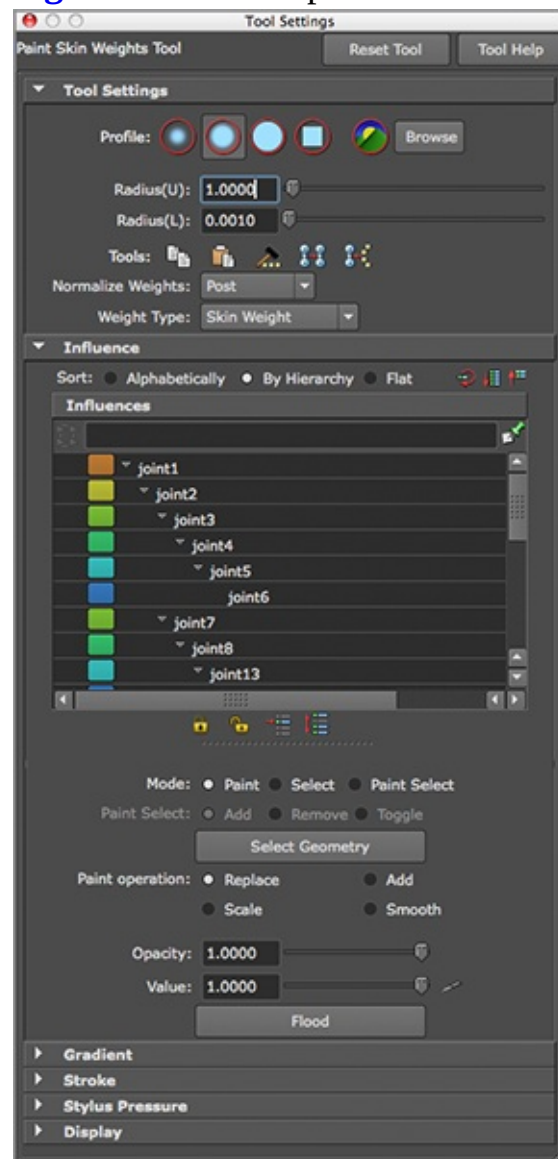 Tool Settings
Paint Skin Weights Tool Reset Tool Tool Help
Tool Settings
Profile: Browse
Radius(U): 1.0000
Radius(L): 0.0010
Tools:
Normalize Weights: Post
Weight Type: Skin Weight
Influence
Sort: Alphabetically By Hierarchy Flat
Influences
joint1
joint2
joint3
joint4
joint5
joint6
joint7
joint8
joint13
Mode: Paint Select Paint Select
Paint Select: Add Remove Toggle
Select Geometry
Paint operation: Replace Add
Scale Smooth
Opacity: 1.0000
Value: 1.0000
Flood
Gradient
Stroke
Stylus Pressure
Display